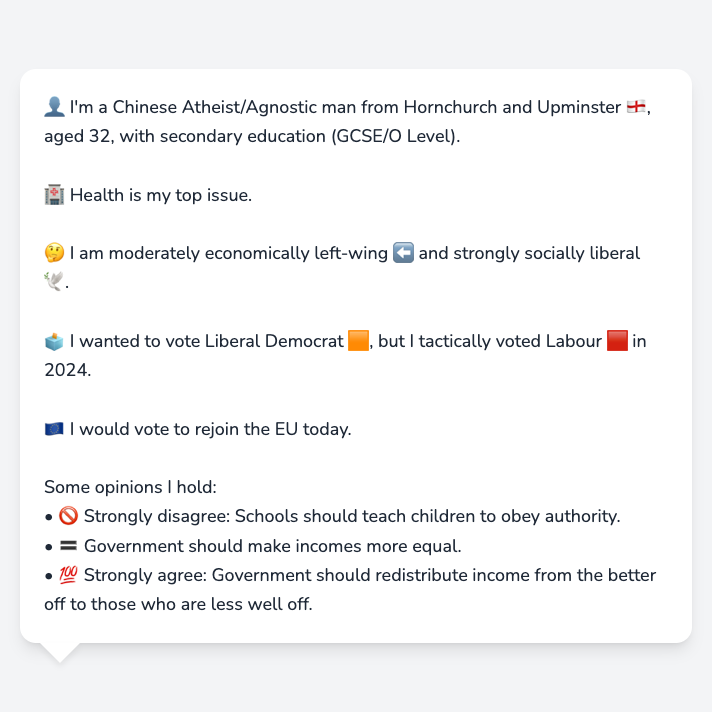 👤 I'm a Chinese Atheist/Agnostic man from Hornchurch and Upminster 🏴󠁧󠁢󠁥󠁮󠁧󠁿,
aged 32, with secondary education (GCSE/O Level).
🏥 Health is my top issue.
🤔 I am moderately economically left-wing ⬅️ and strongly socially liberal
🕊️.
🗳️ I wanted to vote Liberal Democrat 🟧, but I tactically voted Labour 🟥 in
2024.
🇪🇺 I would vote to rejoin the EU today.
Some opinions I hold:
• 🚫 Strongly disagree: Schools should teach children to obey authority.
• 🟰 Government should make incomes more equal.
• 💯 Strongly agree: Government should redistribute income from the better
off to those who are less well off.